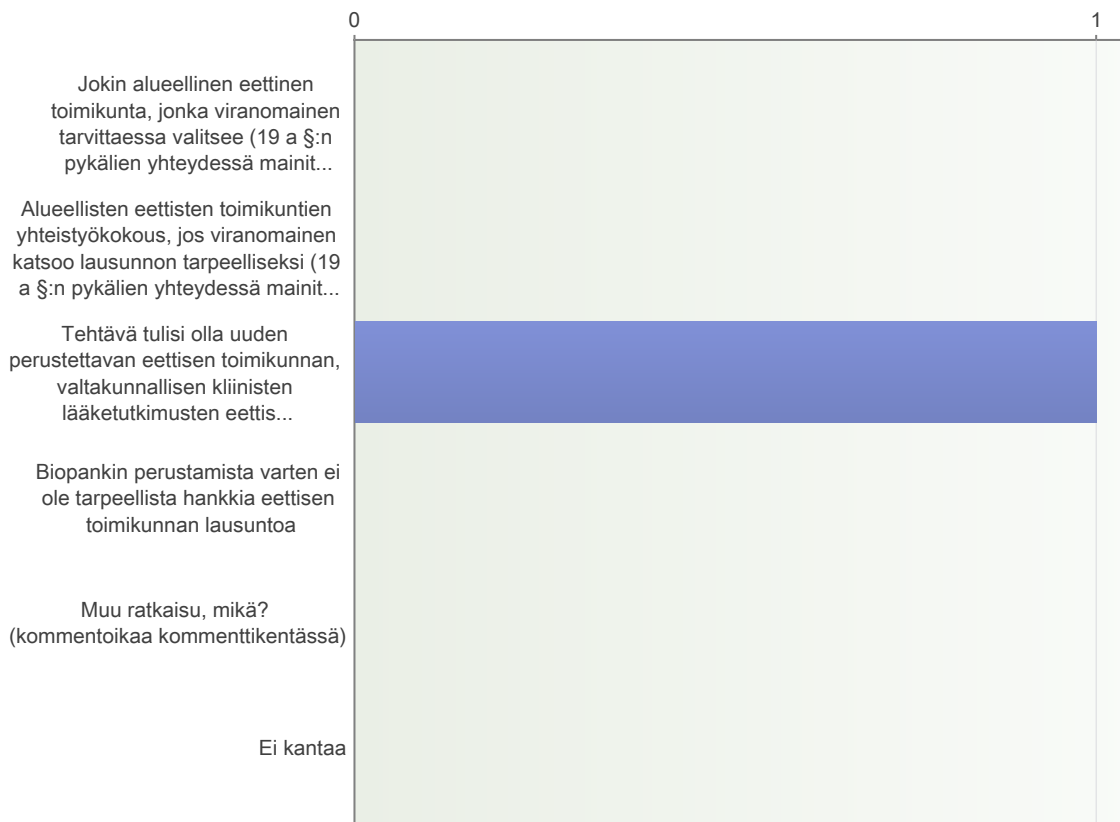 0 1
Jokin alueellinen eettinen
toimikunta, jonka viranomainen
tarvittaessa valitsee (19 a §:n
pykälien yhteydessä mainit...
Alueellisten eettisten toimikuntien
yhteistyökokous, jos viranomainen
katsoo lausunnon tarpeelliseksi (19
a §:n pykälien yhteydessä mainit...
Tehtävä tulisi olla uuden
perustettavan eettisen toimikunnan,
valtakunnallisen kliinisten
lääketutkimusten eettis...
Biopankin perustamista varten ei
ole tarpeellista hankkia eettisen
toimikunnan lausuntoa
Muu ratkaisu, mikä?
(kommentoikaa kommenttikentässä)
Ei kantaa